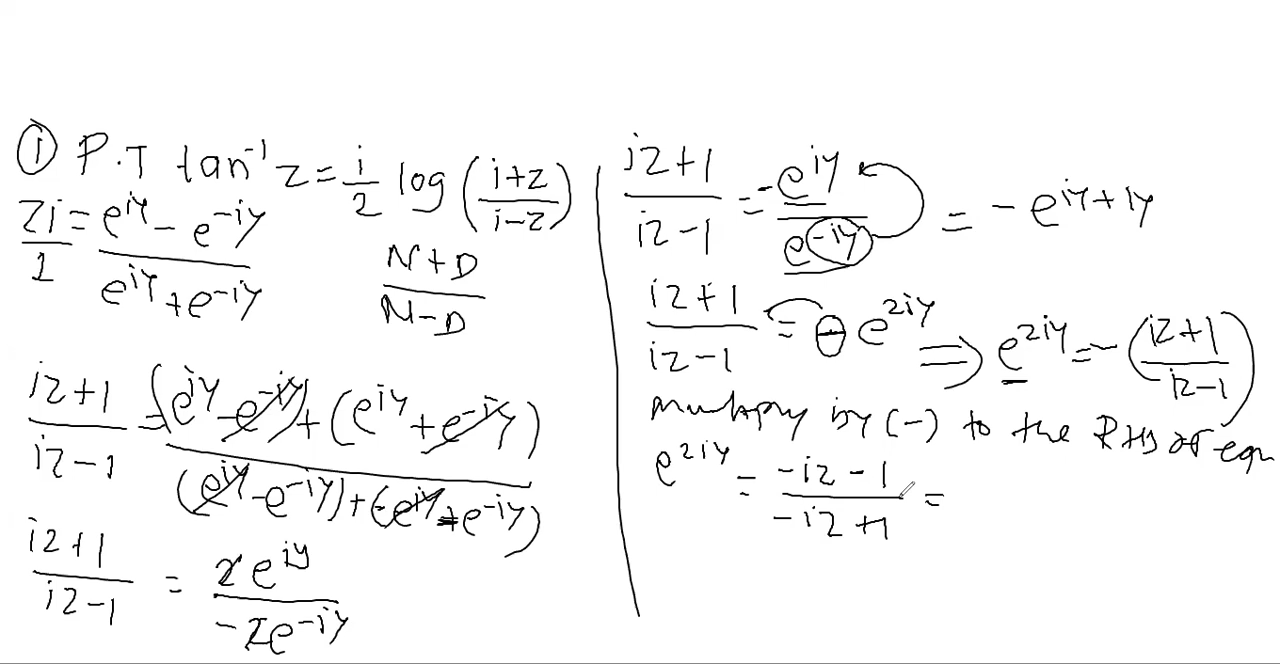 ① P.T tan⁻¹ z = i/2 log ((i+z)/(i-z))
zi/1 = (e^iy - e^-iy)/(e^iy + e^-iy)
(N+D)/(N-D)
(iz+1)/(iz-1) = ((e^iy - e^-iy) + (e^iy + e^-iy))/((e^iy - e^-iy) + (-e^iy + e^-iy))
(iz+1)/(iz-1) = 2e^iy/-2e^-iy
(iz+1)/(iz-1) = -e^iy/e^-iy = -e^iy+iy
(iz+1)/(iz-1) = -e^2iy ⇒ e^2iy = -((iz+1)/(iz-1))
multiply by (-) to the RHS of eqn
e^2iy = (-iz-1)/(-iz+1) =